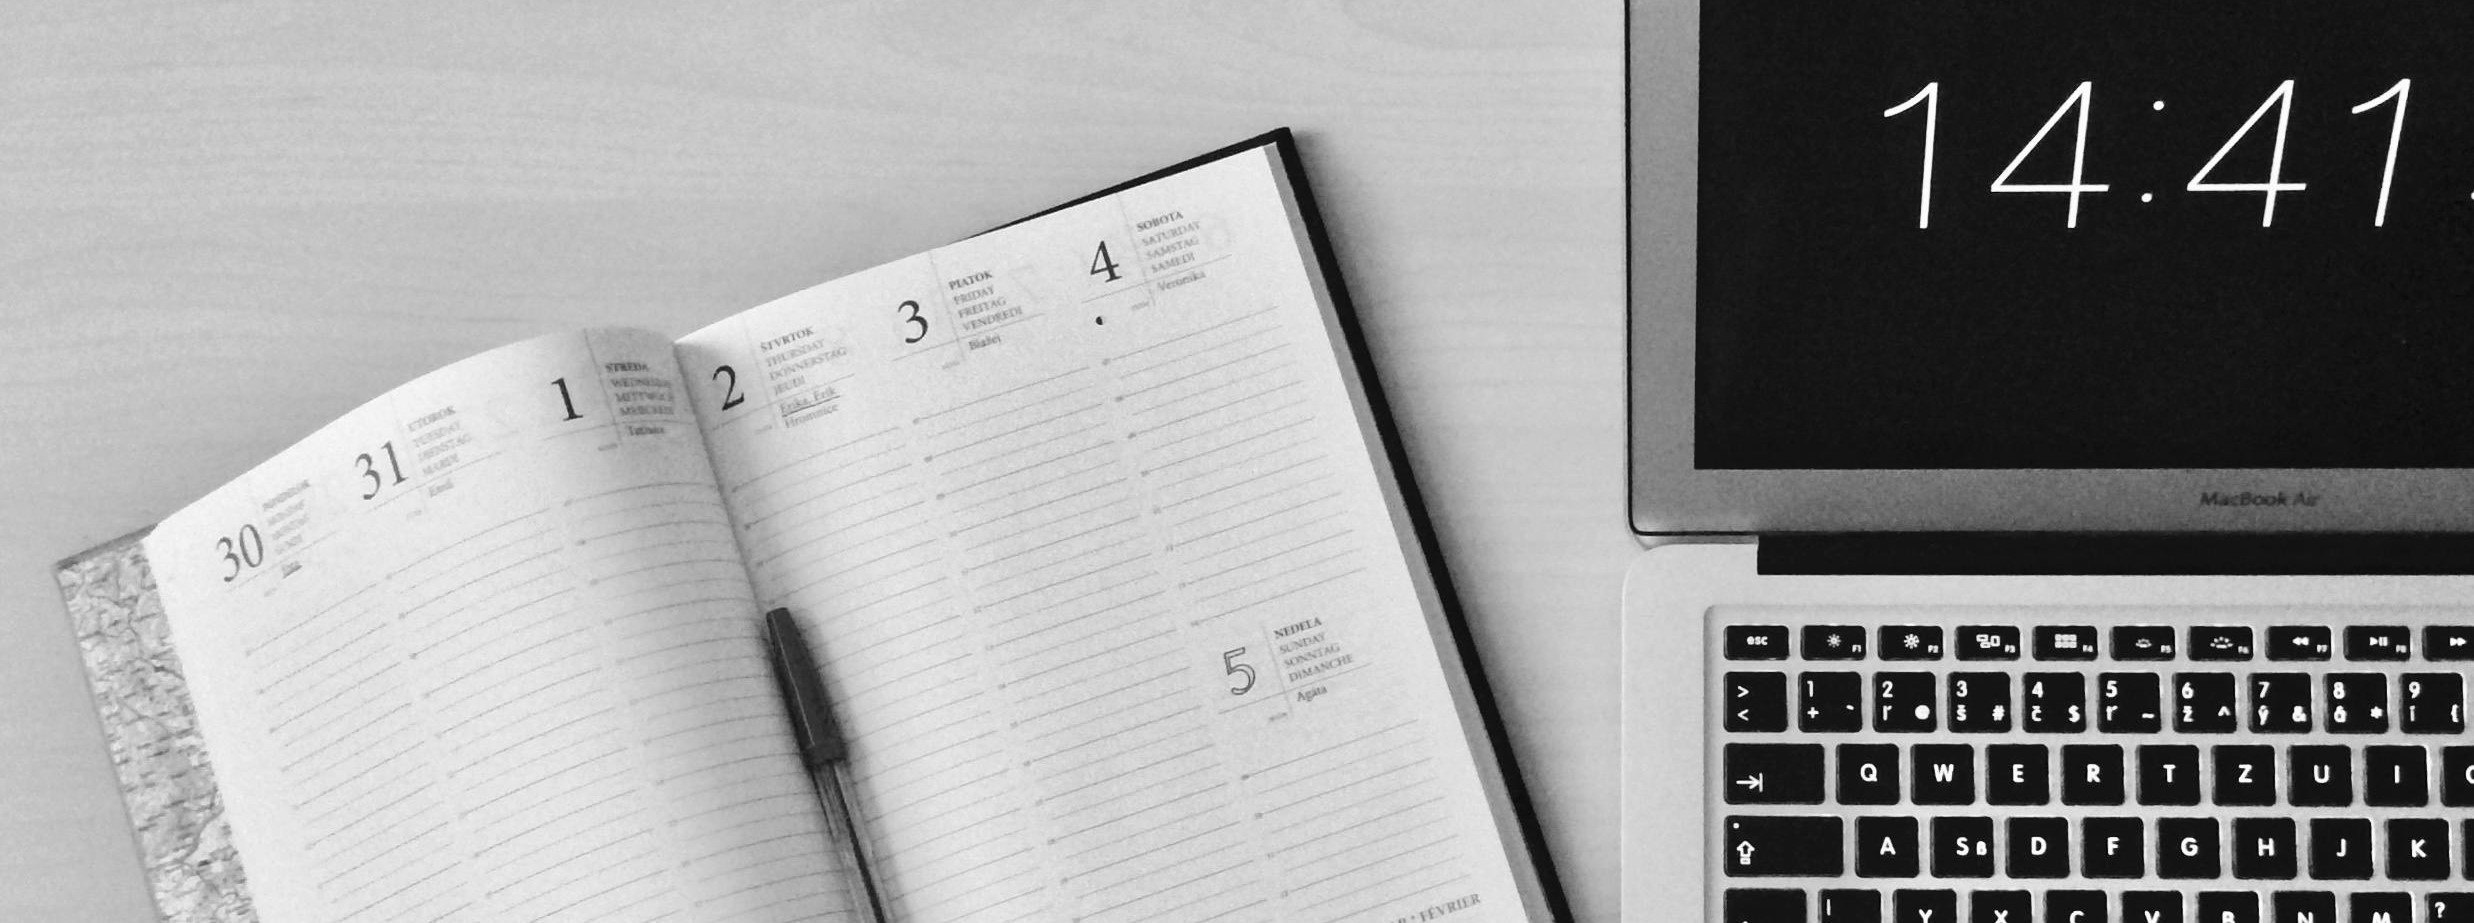 30
31
UTOROK
TUESDAY
DIENSTAG
MARDI
Emil
1
STREDA
WEDNESDAY
MITTWOCH
MERCREDI
Tatiana
2
ŠTVRTOK
THURSDAY
DONNERSTAG
JEUDI
Erika, Erik
Hromnice
3
PIATOK
FRIDAY
FREITAG
VENDREDI
Blažej
4
SOBOTA
SATURDAY
SAMSTAG
SAMEDI
Veronika
5
NEDEĽA
SUNDAY
SONNTAG
DIMANCHE
Agáta
FÉVRIER
14:41
MacBook Air
esc F1 F2 F3 F4 F5 F6 F7 F8
> 1 2 3 4 5 6 7 8 9
< + ľ @ š # č $ ť ~ ž ^ ý & á * í {
Q W E R T Z U I
A S ß D F G H J K
Y X C V B N M ?